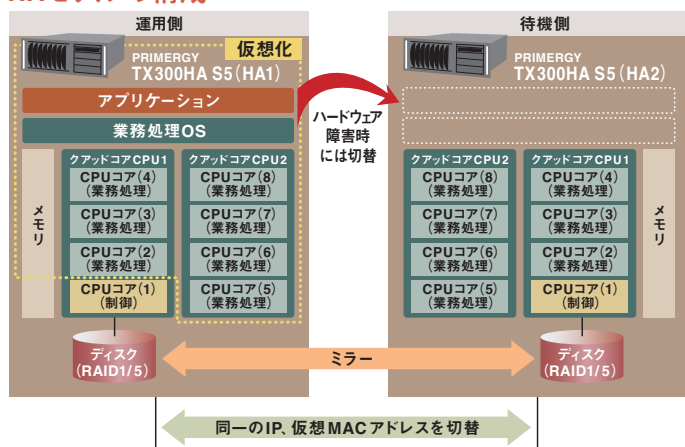 運用側
待機側
仮想化
PRIMERGY
TX300HA S5(HA1)
PRIMERGY
TX300HA S5(HA2)
アプリケーション
業務処理OS
ハードウェア
障害時
には切替
メモリ
クアッドコアCPU1
CPUコア(4)
(業務処理)
CPUコア(3)
(業務処理)
CPUコア(2)
(業務処理)
CPUコア(1)
(制御)
クアッドコアCPU2
CPUコア(8)
(業務処理)
CPUコア(7)
(業務処理)
CPUコア(6)
(業務処理)
CPUコア(5)
(業務処理)
クアッドコアCPU2
CPUコア(8)
(業務処理)
CPUコア(7)
(業務処理)
CPUコア(6)
(業務処理)
CPUコア(5)
(業務処理)
クアッドコアCPU1
CPUコア(4)
(業務処理)
CPUコア(3)
(業務処理)
CPUコア(2)
(業務処理)
CPUコア(1)
(制御)
メモリ
ディスク
(RAID1/5)
ミラー
ディスク
(RAID1/5)
同一のIP、仮想MACアドレスを切替